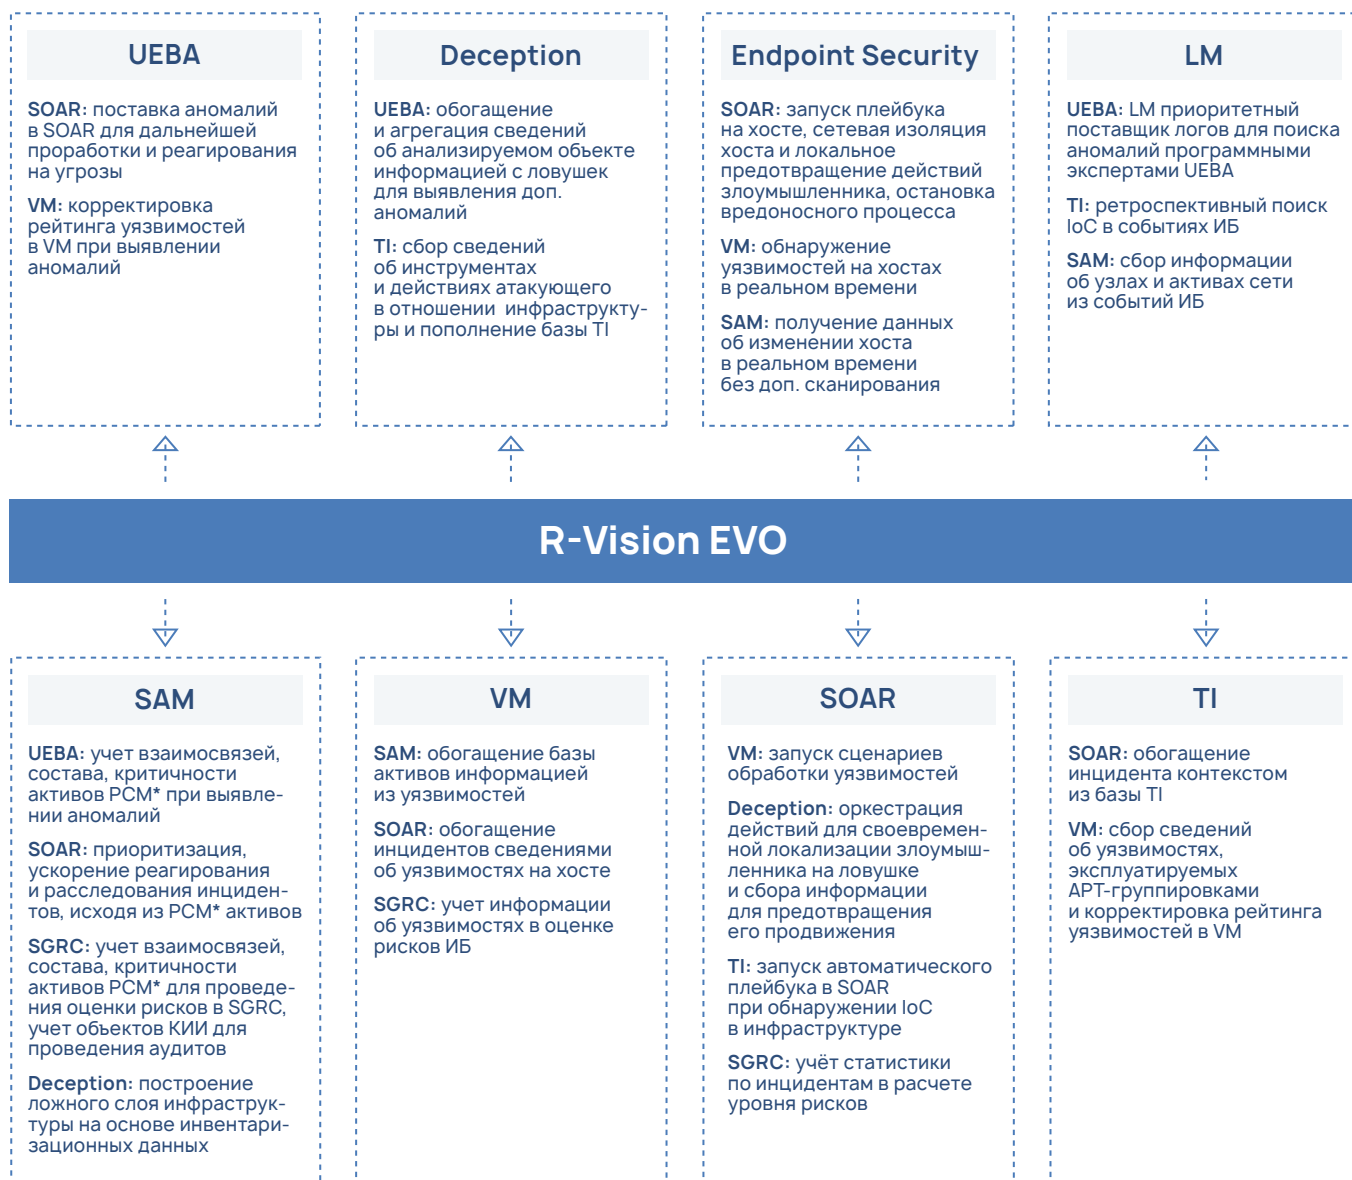 UEBA
SOAR: поставка аномалий
в SOAR для дальнейшей
проработки и реагирования
на угрозы
VM: корректировка
рейтинга уязвимостей
в VM при выявлении
аномалий
Deception
UEBA: обогащение
и агрегация сведений
об анализируемом объекте
информацией с ловушек
для выявления доп.
аномалий
TI: сбор сведений
об инструментах
и действиях атакующего
в отношении инфраструкту-
ры и пополнение базы TI
Endpoint Security
SOAR: запуск плейбука
на хосте, сетевая изоляция
хоста и локальное
предотвращение действий
злоумышленника, остановка
вредоносного процесса
VM: обнаружение
уязвимостей на хостах
в реальном времени
SAM: получение данных
об изменении хоста
в реальном времени
без доп. сканирования
LM
UEBA: LM приоритетный
поставщик логов для поиска
аномалий программными
экспертами UEBA
TI: ретроспективный поиск
IoC в событиях ИБ
SAM: сбор информации
об узлах и активах сети
из событий ИБ
R-Vision EVO
SAM
UEBA: учет взаимосвязей,
состава, критичности
активов РСМ* при выявле-
нии аномалий
SOAR: приоритизация,
ускорение реагирования
и расследования инциден-
тов, исходя из РСМ* активов
SGRC: учет взаимосвязей,
состава, критичности
активов РСМ* для проведе-
ния оценки рисков в SGRC,
учет объектов КИИ для
проведения аудитов
Deception: построение
ложного слоя инфраструк-
туры на основе инвентари-
зационных данных
VM
SAM: обогащение базы
активов информацией
из уязвимостей
SOAR: обогащение
инцидентов сведениями
об уязвимостях на хосте
SGRC: учет информации
об уязвимостях в оценке
рисков ИБ
SOAR
VM: запуск сценариев
обработки уязвимостей
Deception: оркестрация
действий для своевремен-
ной локализации злоумыш-
ленника на ловушке
и сбора информации
для предотвращения
его продвижения
TI: запуск автоматического
плейбука в SOAR
при обнаружении IoC
в инфраструктуре
SGRC: учёт статистики
по инцидентам в расчете
уровня рисков
TI
SOAR: обогащение
инцидента контекстом
из базы TI
VM: сбор сведений
об уязвимостях,
эксплуатируемых
АРТ-группировками
и корректировка рейтинга
уязвимостей в VM